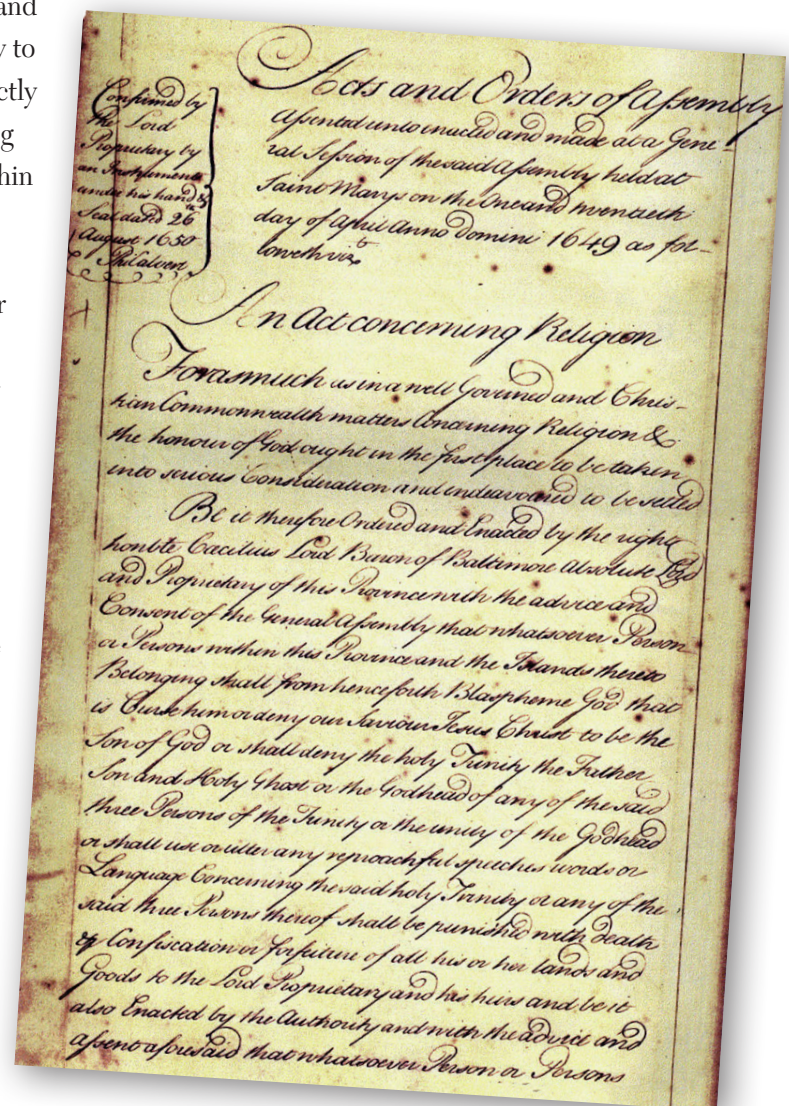 and
y to
ctly
g
hin
r
Confirmed by
the Lord
Proprietary by
an Instrument
under his hand &
Seal dated 26th
August 1650
Phil: Calvert
Acts and Orders of Assembly
Assented unto enacted and made at a Gene-
ral Session of the said Assembly held at
Saint Marys on the One and twentieth
day of April Anno Domini 1649 as fol-
loweth vizt
An Act concerning Religion
Forasmuch as in a well Governed and Chris-
tian Commonwealth matters Concerning Religion &
the honour of God ought in the first place to be taken
into serious Consideration and endeavoured to be settled
Be it therefore Ordered and Enacted by the right
honble Caecilius Lord Baron of Baltimore Absolute Lord
and Proprietary of this Province with the advice and
Consent of the General Assembly that whatsoever Person
or Persons within this Province and the Islands thereto
Belonging shall from henceforth Blaspheme God that
is Curse him or deny our Saviour Jesus Christ to be the
Son of God or shall deny the holy Trinity the Father
Son and Holy Ghost or the Godhead of any of the said
three Persons of the Trinity or the unity of the Godhead
or shall use or utter any reproachful speeches words or
Language Concerning the said holy Trinity or any of the
said three Persons thereof shall be punished with death
& Confiscation or forfeiture of all his or her lands and
Goods to the Lord Proprietary and his heirs and be it
also Enacted by the Authority and with the advice and
assent aforesaid that whatsoever Person or Persons